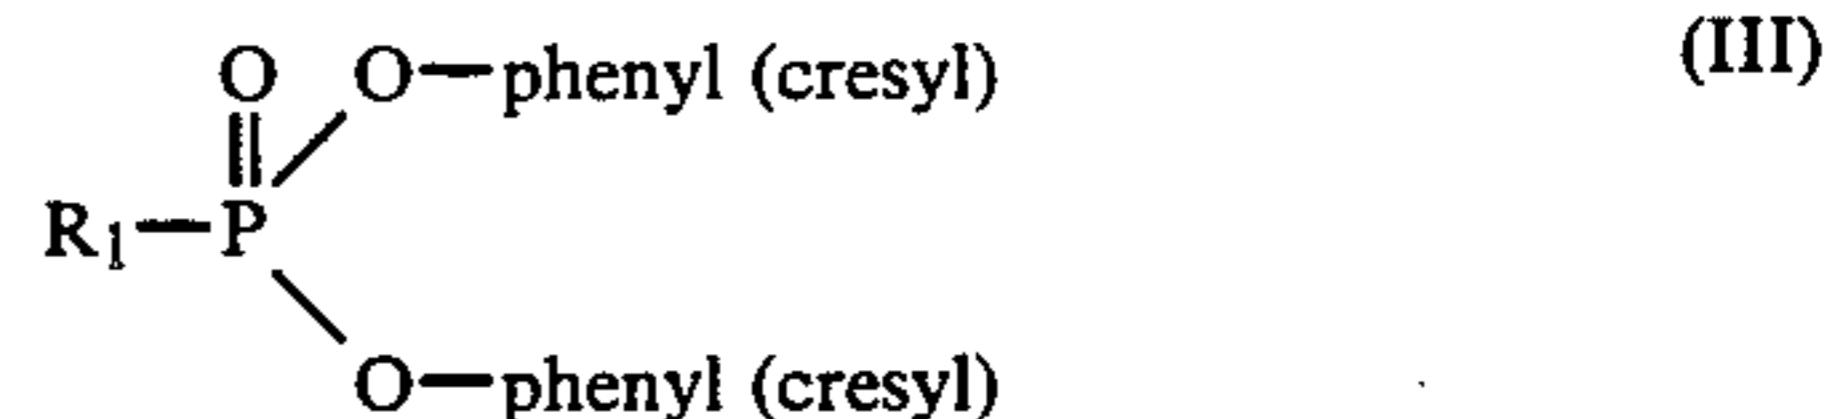 O O—phenyl (cresyl) (III)
R1—P
O—phenyl (cresyl)